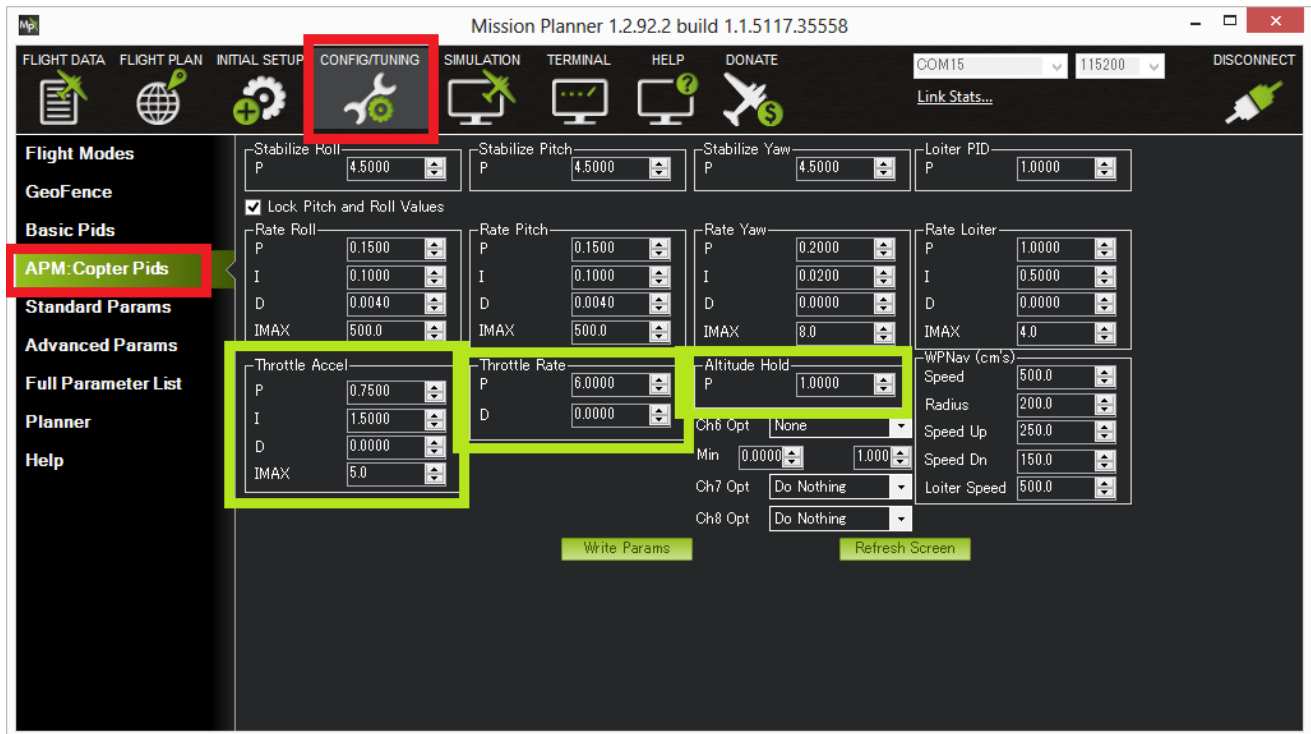 Mp
Mission Planner 1.2.92.2 build 1.1.5117.35558
FLIGHT DATA FLIGHT PLAN INITIAL SETUP CONFIG/TUNING SIMULATION TERMINAL HELP DONATE COM15 115200 DISCONNECT
Link Stats...
Flight Modes
GeoFence
Basic Pids
APM:Copter Pids
Standard Params
Advanced Params
Full Parameter List
Planner
Help
Stabilize Roll
P 4.5000
Stabilize Pitch
P 4.5000
Stabilize Yaw
P 4.5000
Loiter PID
P 1.0000
Lock Pitch and Roll Values
Rate Roll
P 0.1500
I 0.1000
D 0.0040
IMAX 500.0
Rate Pitch
P 0.1500
I 0.1000
D 0.0040
IMAX 500.0
Rate Yaw
P 0.2000
I 0.0200
D 0.0000
IMAX 8.0
Rate Loiter
P 1.0000
I 0.5000
D 0.0000
IMAX 4.0
Throttle Accel
P 0.7500
I 1.5000
D 0.0000
IMAX 5.0
Throttle Rate
P 6.0000
D 0.0000
Altitude Hold
P 1.0000
Ch6 Opt None
Min 0.0000 1.000
Ch7 Opt Do Nothing
Ch8 Opt Do Nothing
WPNav (cm's)
Speed 500.0
Radius 200.0
Speed Up 250.0
Speed Dn 150.0
Loiter Speed 500.0
Write Params
Refresh Screen